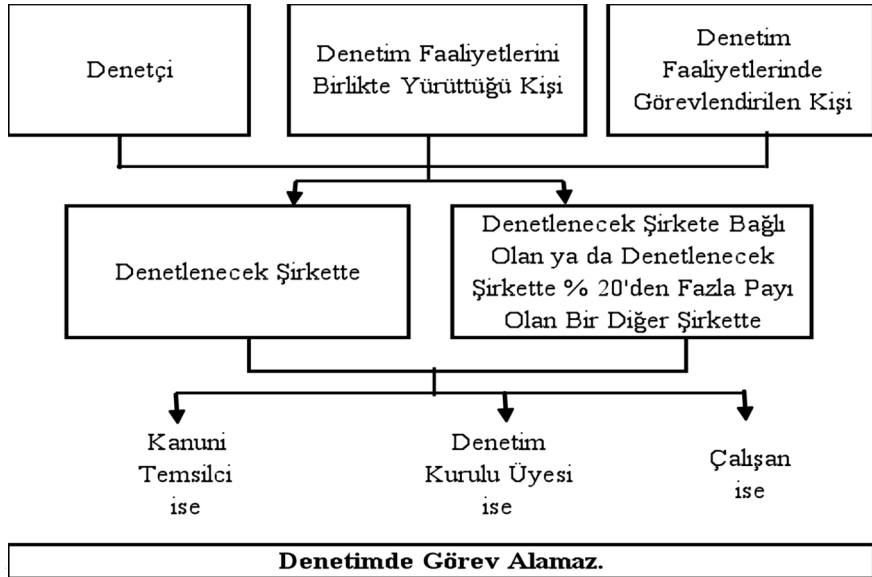 Denetçi
Denetim Faaliyetlerini
Birlikte Yürüttüğü Kişi
Denetim
Faaliyetlerinde
Görevlendirilen Kişi
Denetlenecek Şirkette
Denetlenecek Şirkete Bağlı
Olan ya da Denetlenecek
Şirkette % 20'den Fazla Payı
Olan Bir Diğer Şirkette
Kanuni
Temsilci
ise
Denetim
Kurulu Üyesi
ise
Çalışan
ise
Denetimde Görev Alamaz.